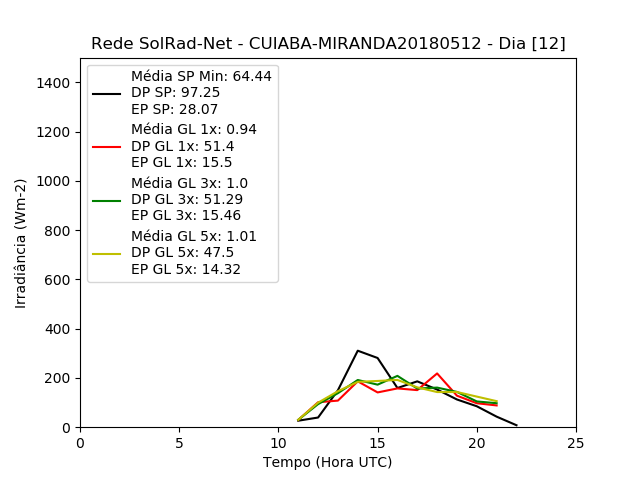 Rede SolRad-Net - CUIABA-MIRANDA20180512 - Dia [12]
Média SP Min: 64.44
DP SP: 97.25
EP SP: 28.07
Média GL 1x: 0.94
DP GL 1x: 51.4
EP GL 1x: 15.5
Média GL 3x: 1.0
DP GL 3x: 51.29
EP GL 3x: 15.46
Média GL 5x: 1.01
DP GL 5x: 47.5
EP GL 5x: 14.32
Irradiância (Wm-2)
1400
1200
1000
800
600
400
200
0
0 5 10 15 20 25
Tempo (Hora UTC)